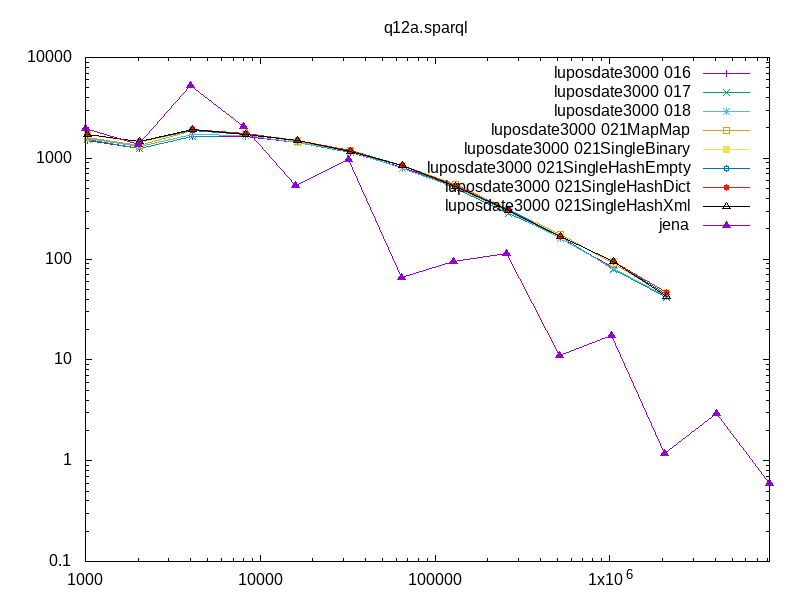 q12a.sparql
10000
1000
100
10
1
0.1
luposdate3000 016
luposdate3000 017
luposdate3000 018
luposdate3000 021MapMap
luposdate3000 021SingleBinary
luposdate3000 021SingleHashEmpty
luposdate3000 021SingleHashDict
luposdate3000 021SingleHashXml
jena
1000 10000 100000 1x10⁶